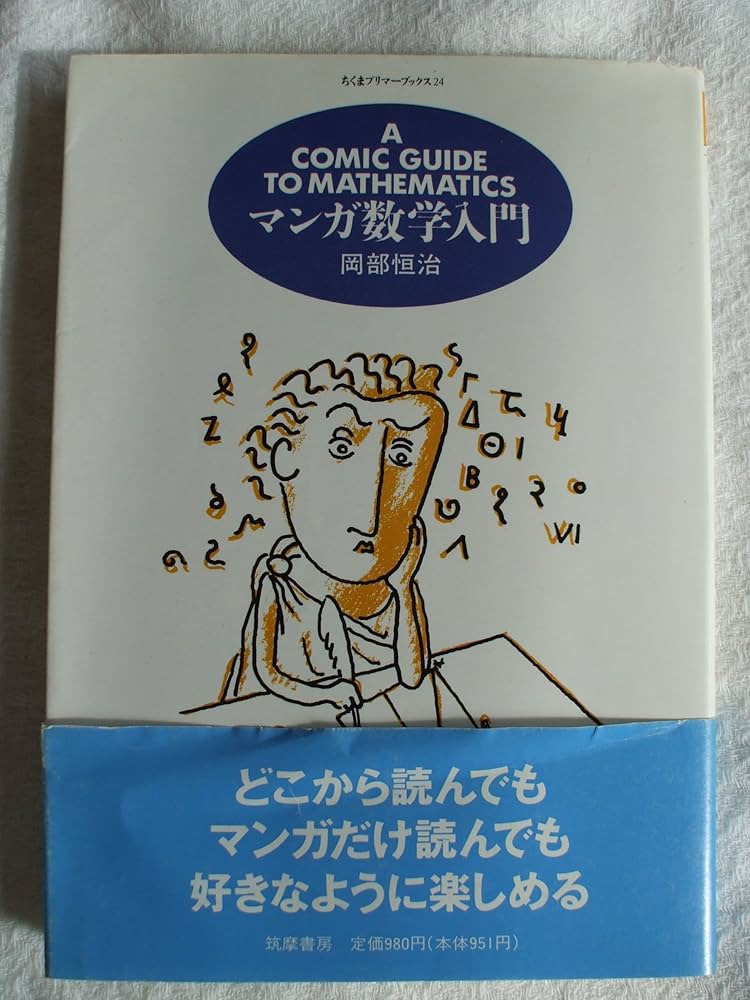 ちくまプリマーブックス24
A
COMIC GUIDE
TO MATHEMATICS
マンガ数学入門
岡部恒治
どこから読んでも
マンガだけ読んでも
好きなように楽しめる
筑摩書房 定価980円(本体951円)